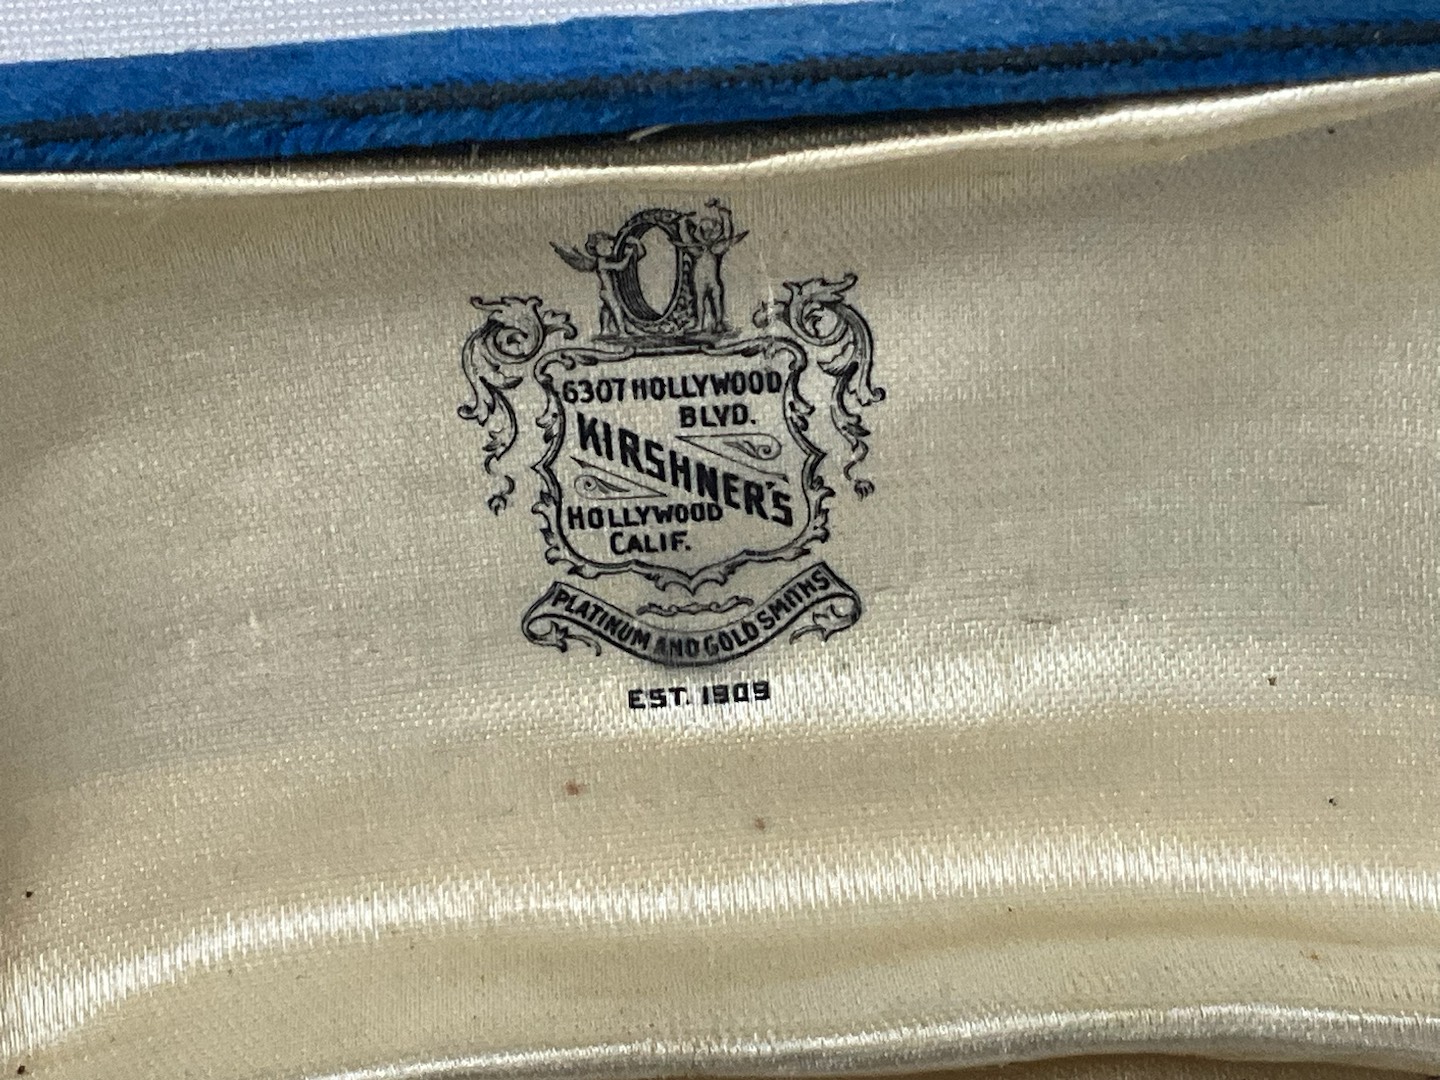 6307 HOLLYWOOD
BLVD.
KIRSHNER'S
HOLLYWOOD
CALIF.
PLATINUM AND GOLDSMITHS
EST. 1909